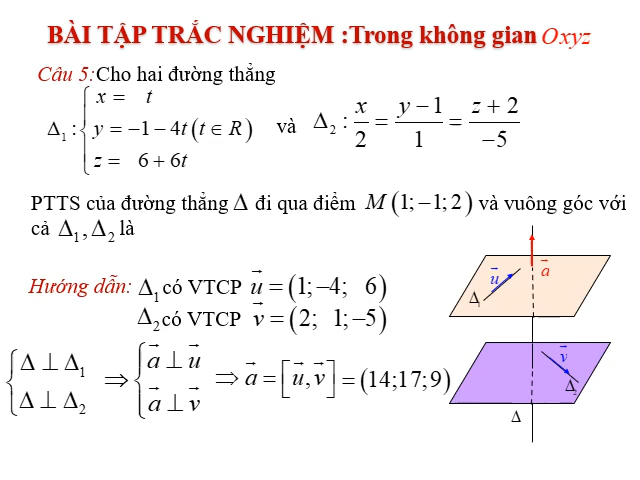 BÀI TẬP TRẮC NGHIỆM :Trong không gian Oxyz
Câu 5:Cho hai đường thẳng
Δ₁ : { x = t
y = −1 − 4t (t ∈ R)
z = 6 + 6t
và Δ₂ : x/2 = (y − 1)/1 = (z + 2)/−5
PTTS của đường thẳng Δ đi qua điểm M (1;−1;2) và vuông góc với
cả Δ₁, Δ₂ là
Hướng dẫn: Δ₁ có VTCP u⃗ = (1;−4; 6)
Δ₂ có VTCP v⃗ = (2; 1;−5)
{ Δ ⊥ Δ₁
Δ ⊥ Δ₂
⇒ { a⃗ ⊥ u⃗
a⃗ ⊥ v⃗
⇒ a⃗ = [u⃗, v⃗] = (14;17;9)
a⃗
u⃗
Δ₁
v⃗
Δ₂
Δ